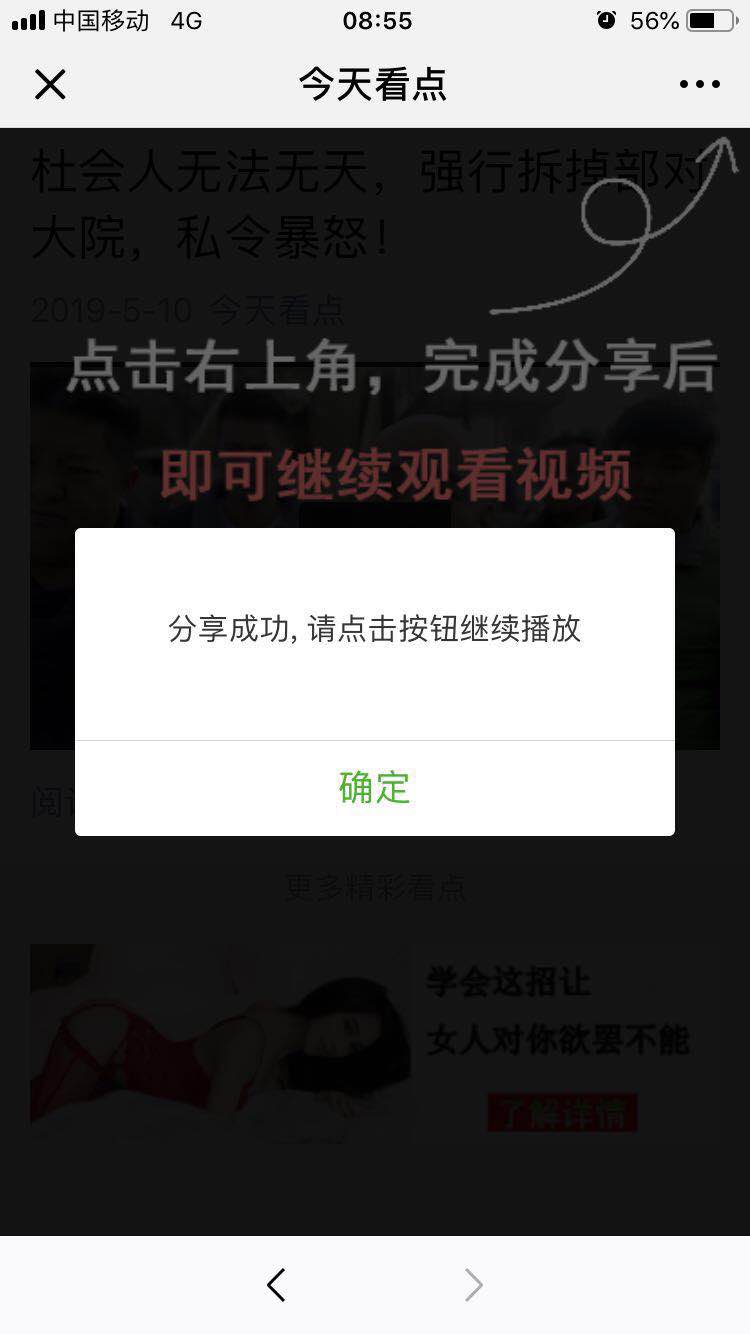 中国移动 4G 08:55 56%
今天看点
杜会人无法无天，强行拆掉部对
大院，私令暴怒！
2019-5-10 今天看点
点击右上角，完成分享后
即可继续观看视频
分享成功, 请点击按钮继续播放
确定
阅
更多精彩看点
学会这招让
女人对你欲罢不能
了解详情